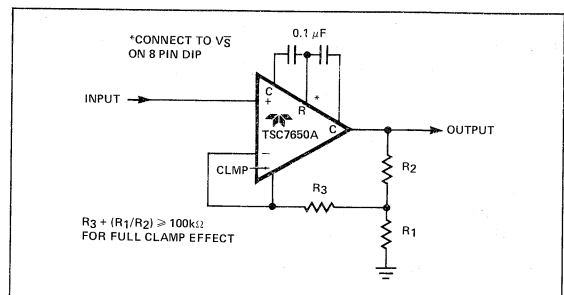 *CONNECT TO VS̅
ON 8 PIN DIP
0.1 μF
INPUT
C
+
R
*
TSC7650A
C
OUTPUT
−
CLMP
R2
R3
R1
R3 + (R1/R2) ⩾ 100kΩ
FOR FULL CLAMP EFFECT